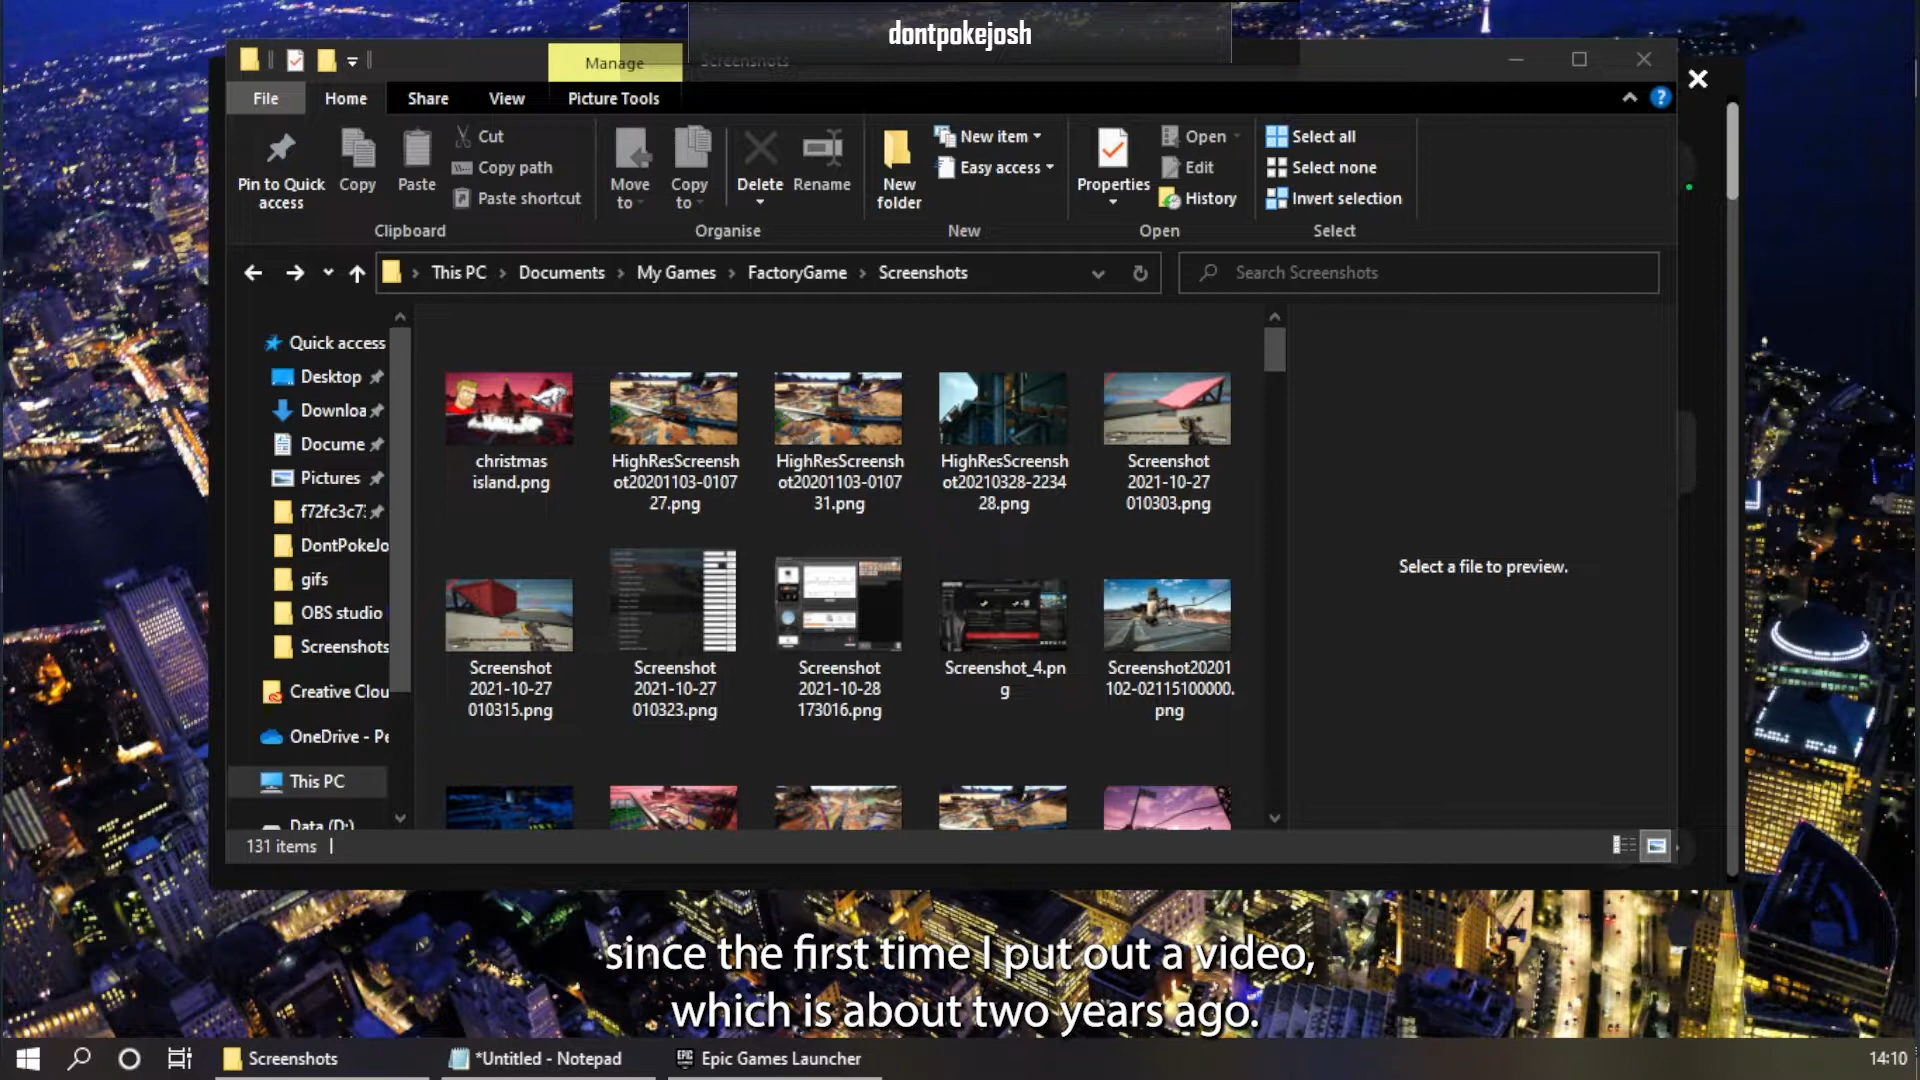 dontpokejosh
Manage
Screenshots
File
Home
Share
View
Picture Tools
?
Pin to Quick
access
Copy
Paste
Cut
Copy path
Paste shortcut
Clipboard
Move
to
Copy
to
Delete
Rename
Organise
New
folder
New item
Easy access
New
Properties
Open
Edit
History
Open
Select all
Select none
Invert selection
Select
This PC > Documents > My Games > FactoryGame > Screenshots
Search Screenshots
Quick access
Desktop
Downloa
Docume
Pictures
f72fc3c7
DontPokeJo
gifs
OBS studio
Screenshots
Creative Clou
OneDrive - Pe
This PC
Data (D:)
christmas
island.png
HighResScreensh
ot20201103-0107
27.png
HighResScreensh
ot20201103-0107
31.png
HighResScreensh
ot20210328-2234
28.png
Screenshot
2021-10-27
010303.png
Screenshot
2021-10-27
010315.png
Screenshot
2021-10-27
010323.png
Screenshot
2021-10-28
173016.png
Screenshot_4.pn
g
Screenshot20201
102-02115100000.
png
Select a file to preview.
131 items
since the first time I put out a video,
which is about two years ago.
Screenshots
*Untitled - Notepad
EPIC
Epic Games Launcher
14:10